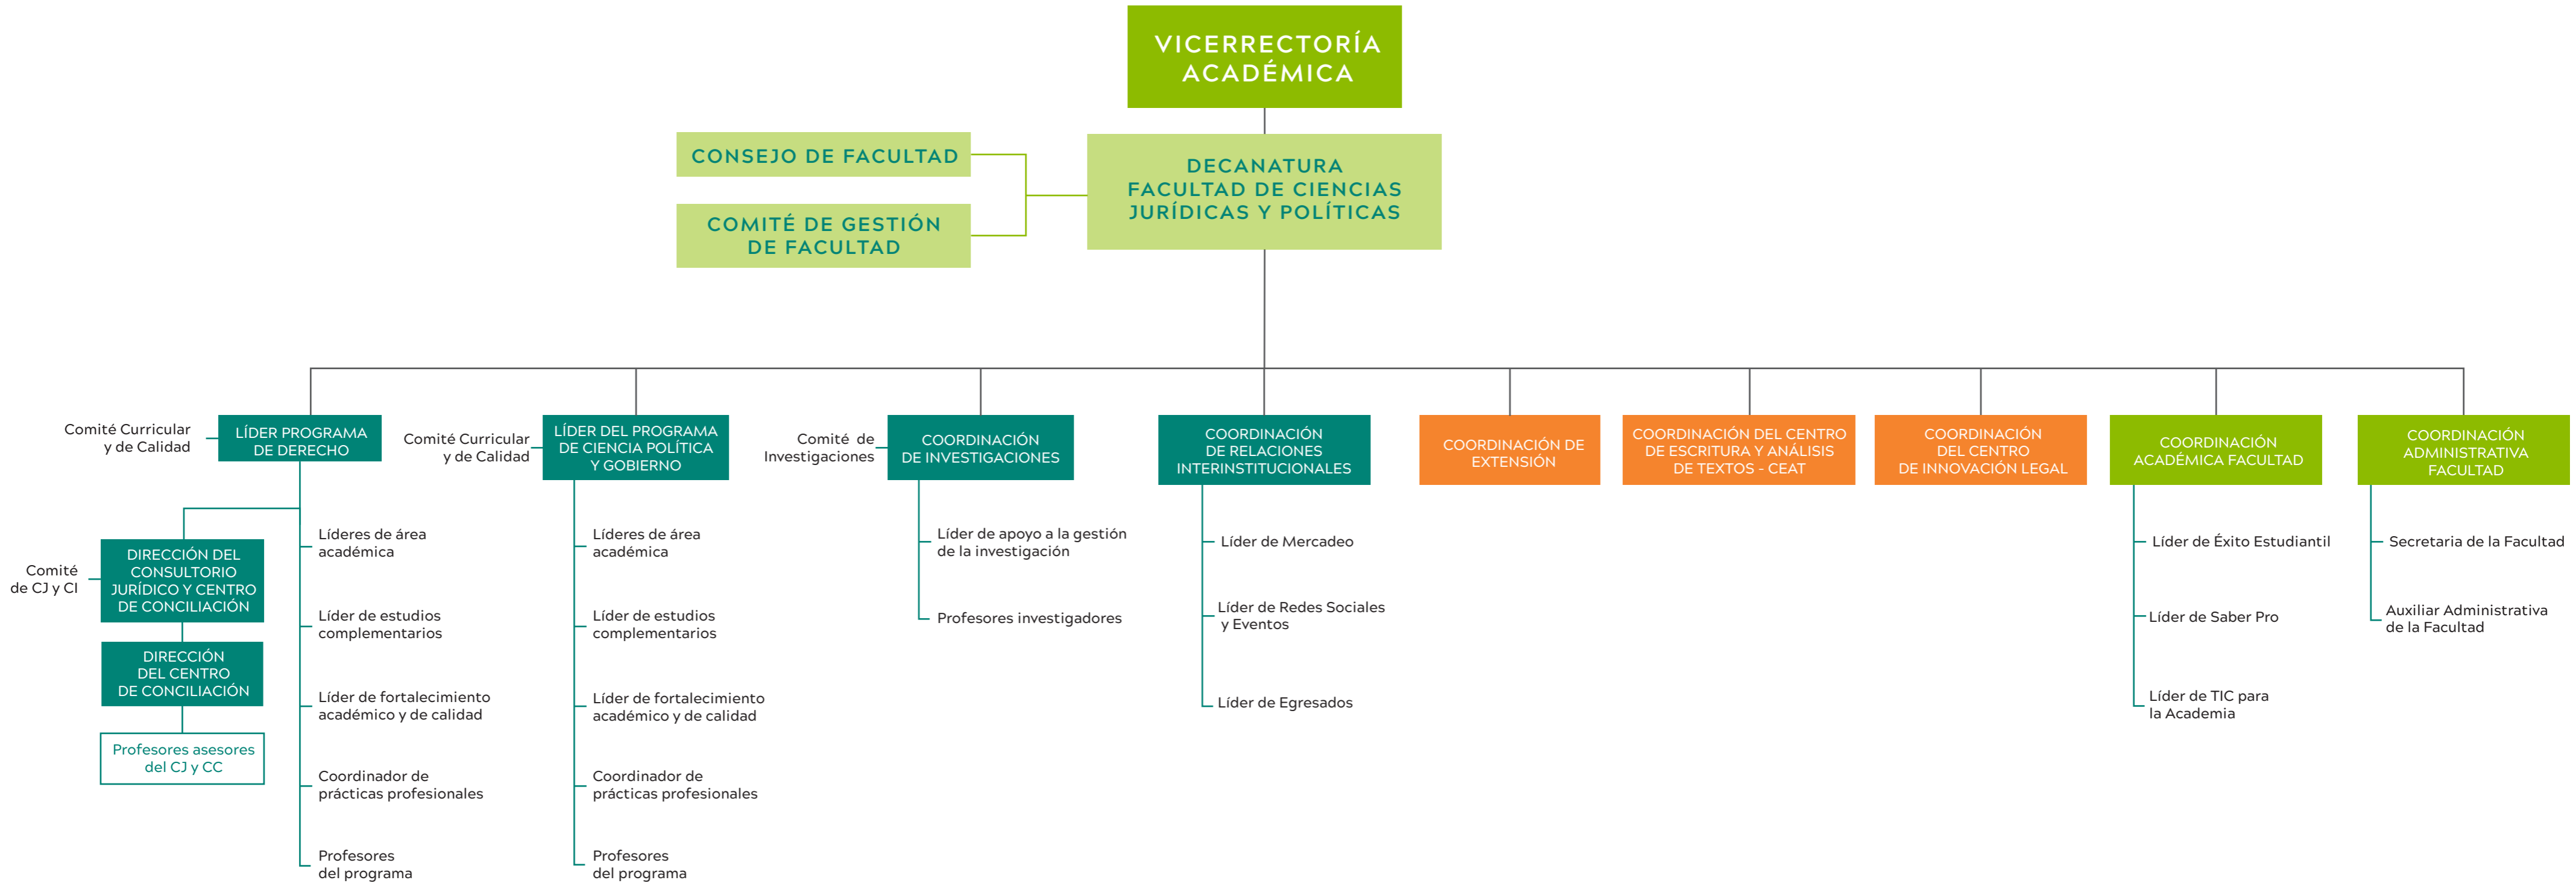 VICERRECTORÍA
ACADÉMICA
CONSEJO DE FACULTAD
COMITÉ DE GESTIÓN
DE FACULTAD
DECANATURA
FACULTAD DE CIENCIAS
JURÍDICAS Y POLÍTICAS
Comité Curricular
y de Calidad
LÍDER PROGRAMA
DE DERECHO
Comité
de CJ y CI
DIRECCIÓN DEL
CONSULTORIO
JURÍDICO Y CENTRO
DE CONCILIACIÓN
DIRECCIÓN
DEL CENTRO
DE CONCILIACIÓN
Profesores asesores
del CJ y CC
Líderes de área
académica
Líder de estudios
complementarios
Líder de fortalecimiento
académico y de calidad
Coordinador de
prácticas profesionales
Profesores
del programa
Comité Curricular
y de Calidad
LÍDER DEL PROGRAMA
DE CIENCIA POLÍTICA
Y GOBIERNO
Líderes de área
académica
Líder de estudios
complementarios
Líder de fortalecimiento
académico y de calidad
Coordinador de
prácticas profesionales
Profesores
del programa
Comité de
Investigaciones
COORDINACIÓN
DE INVESTIGACIONES
Líder de apoyo a la gestión
de la investigación
Profesores investigadores
COORDINACIÓN
DE RELACIONES
INTERINSTITUCIONALES
Líder de Mercadeo
Líder de Redes Sociales
y Eventos
Líder de Egresados
COORDINACIÓN DE
EXTENSIÓN
COORDINACIÓN DEL CENTRO
DE ESCRITURA Y ANÁLISIS
DE TEXTOS - CEAT
COORDINACIÓN
DEL CENTRO
DE INNOVACIÓN LEGAL
COORDINACIÓN
ACADÉMICA FACULTAD
Líder de Éxito Estudiantil
Líder de Saber Pro
Líder de TIC para
la Academia
COORDINACIÓN
ADMINISTRATIVA
FACULTAD
Secretaria de la Facultad
Auxiliar Administrativa
de la Facultad